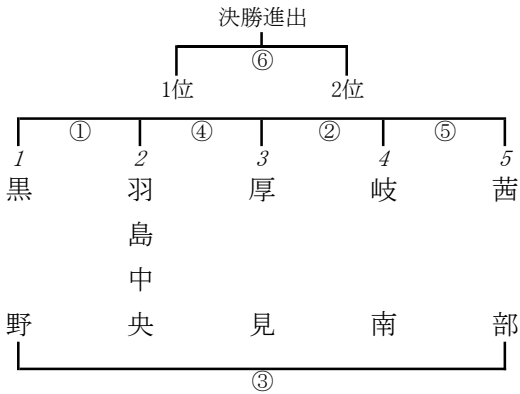 決勝進出
⑥
1位 2位
① ④ ② ⑤
1 2 3 4 5
黒野 羽島中央 厚見 岐南 茜部
③